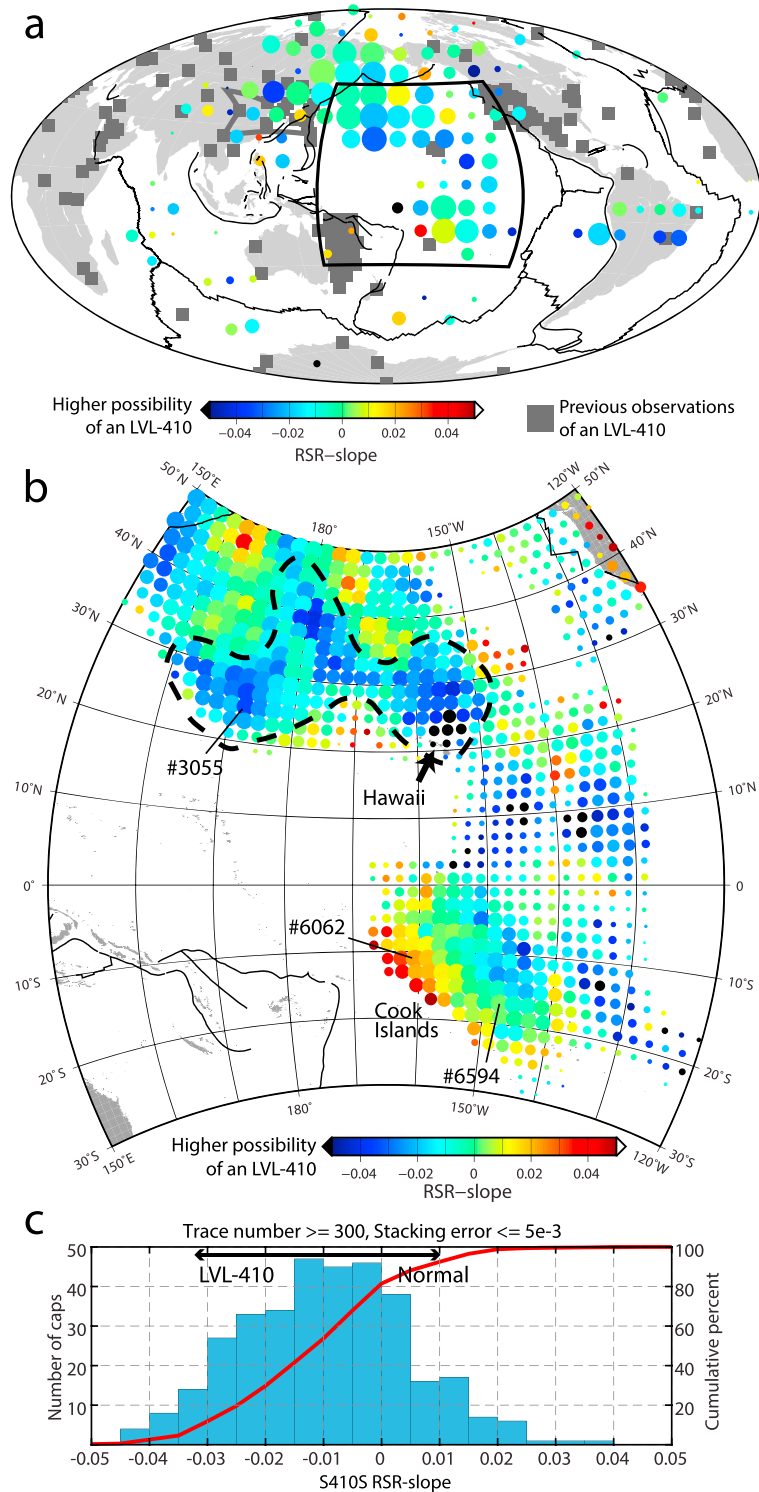 a
Higher possibility
of an LVL-410
−0.04 −0.02 0 0.02 0.04
RSR−slope
Previous observations
of an LVL-410
b
150˚E
50˚N
180˚
150˚W
120˚W
50˚N
40˚N
40˚N
30˚N
30˚N
20˚N
20˚N
#3055
Hawaii
10˚N
10˚N
0˚
0
#6062
10˚S
10˚S
Cook
Islands
#6594
20˚S
20˚S
180˚
150˚W
30˚S
150˚E
120˚W
30˚S
Higher possibility
of an LVL-410
−0.04 −0.02 0 0.02 0.04
RSR−slope
c
Trace number >= 300, Stacking error <= 5e-3
LVL-410
Normal
Number of caps
50
40
30
20
10
Cumulative percent
100
80
60
40
20
-0.05 -0.04 -0.03 -0.02 -0.01 0 0.01 0.02 0.03 0.04 0.05
S410S RSR-slope